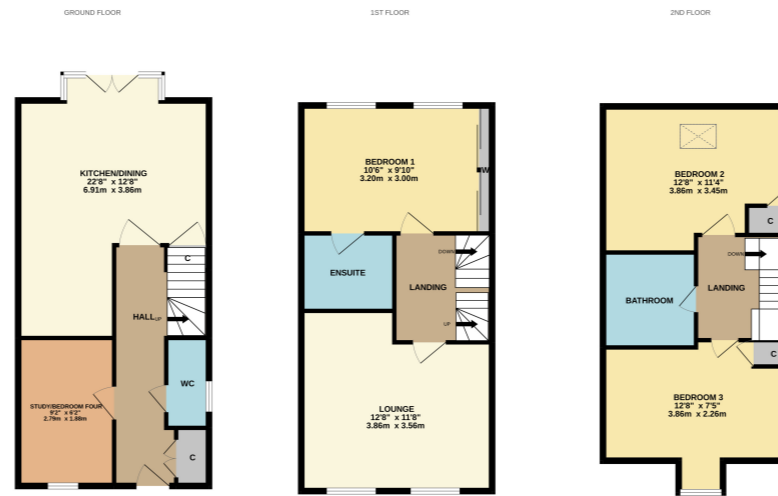 GROUND FLOOR
1ST FLOOR
2ND FLOOR
KITCHEN/DINING
22'8" x 12'8"
6.91m x 3.86m
C
HALL
UP
WC
STUDY/BEDROOM FOUR
9'2" x 6'2"
2.79m x 1.88m
C
BEDROOM 1
10'6" x 9'10"
3.20m x 3.00m
W
ENSUITE
DOWN
LANDING
UP
LOUNGE
12'8" x 11'8"
3.86m x 3.56m
BEDROOM 2
12'8" x 11'4"
3.86m x 3.45m
C
DOWN
LANDING
BATHROOM
C
BEDROOM 3
12'8" x 7'5"
3.86m x 2.26m